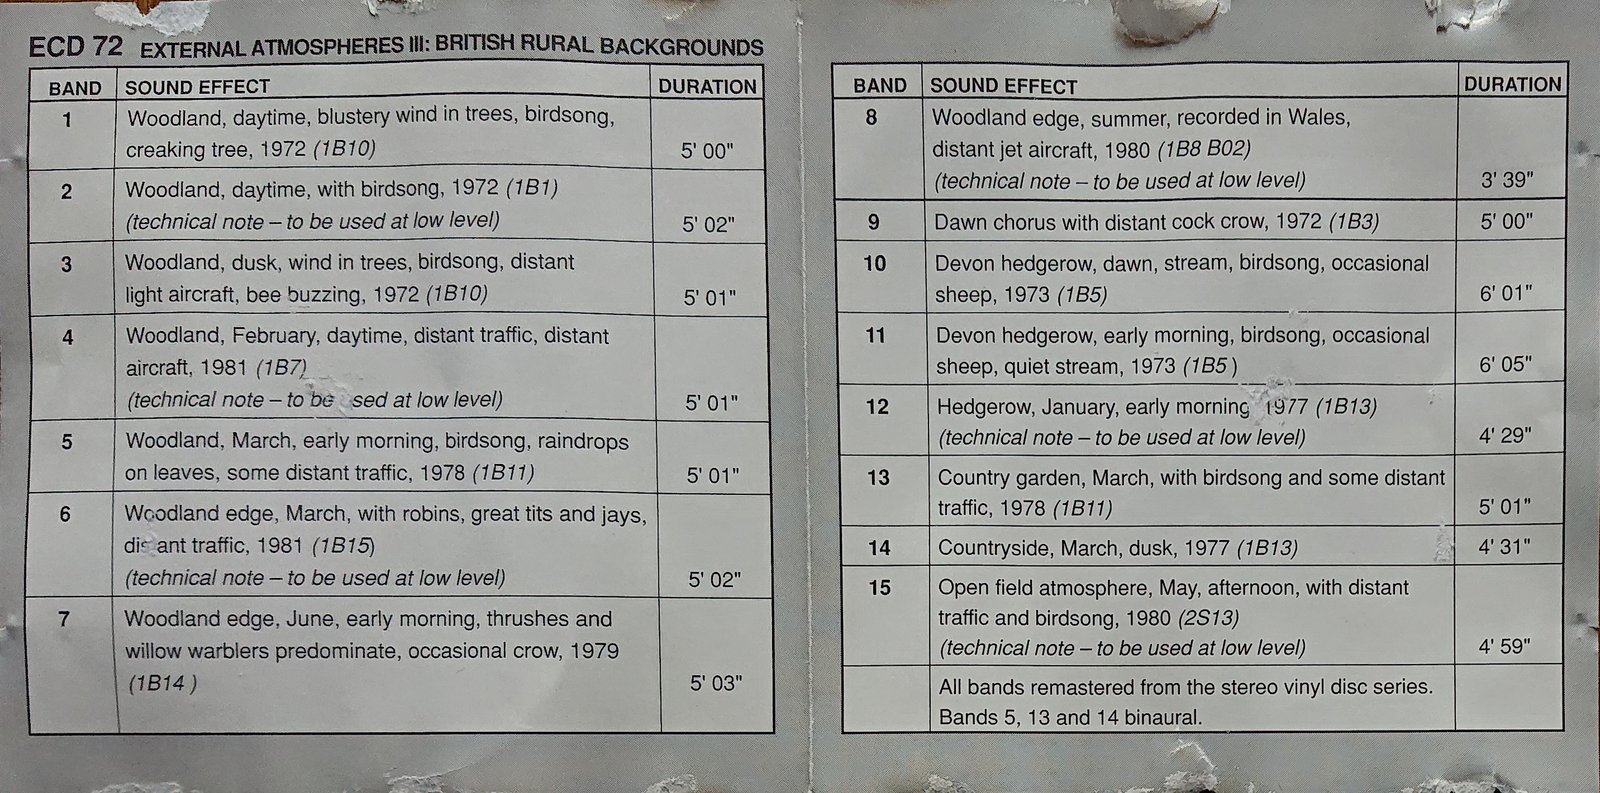 ECD 72 EXTERNAL ATMOSPHERES III: BRITISH RURAL BACKGROUNDS
BAND SOUND EFFECT DURATION
1 Woodland, daytime, blustery wind in trees, birdsong,
creaking tree, 1972 (1B10) 5' 00"
2 Woodland, daytime, with birdsong, 1972 (1B1)
(technical note – to be used at low level) 5' 02"
3 Woodland, dusk, wind in trees, birdsong, distant
light aircraft, bee buzzing, 1972 (1B10) 5' 01"
4 Woodland, February, daytime, distant traffic, distant
aircraft, 1981 (1B7)
(technical note – to be used at low level) 5' 01"
5 Woodland, March, early morning, birdsong, raindrops
on leaves, some distant traffic, 1978 (1B11) 5' 01"
6 Woodland edge, March, with robins, great tits and jays,
distant traffic, 1981 (1B15)
(technical note – to be used at low level) 5' 02"
7 Woodland edge, June, early morning, thrushes and
willow warblers predominate, occasional crow, 1979
(1B14 ) 5' 03"
BAND SOUND EFFECT DURATION
8 Woodland edge, summer, recorded in Wales,
distant jet aircraft, 1980 (1B8 B02)
(technical note – to be used at low level) 3' 39"
9 Dawn chorus with distant cock crow, 1972 (1B3) 5' 00"
10 Devon hedgerow, dawn, stream, birdsong, occasional
sheep, 1973 (1B5) 6' 01"
11 Devon hedgerow, early morning, birdsong, occasional
sheep, quiet stream, 1973 (1B5 ) 6' 05"
12 Hedgerow, January, early morning 1977 (1B13)
(technical note – to be used at low level) 4' 29"
13 Country garden, March, with birdsong and some distant
traffic, 1978 (1B11) 5' 01"
14 Countryside, March, dusk, 1977 (1B13) 4' 31"
15 Open field atmosphere, May, afternoon, with distant
traffic and birdsong, 1980 (2S13)
(technical note – to be used at low level) 4' 59"
All bands remastered from the stereo vinyl disc series.
Bands 5, 13 and 14 binaural.